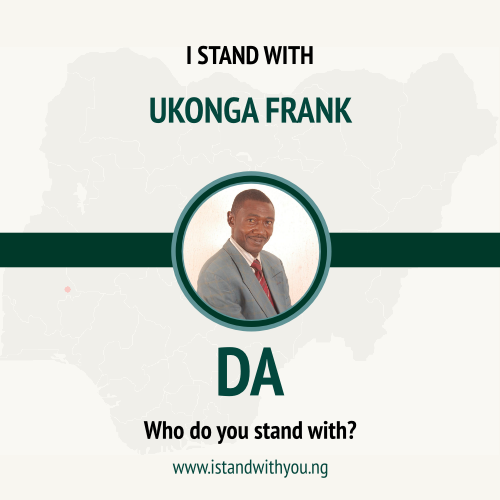 I STAND WITH
UKONGA FRANK
DA
Who do you stand with?
www.istandwithyou.ng